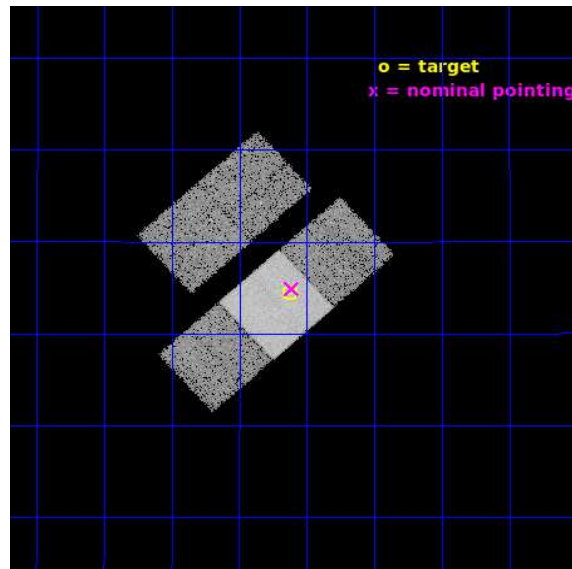 o = target
x = nominal pointing